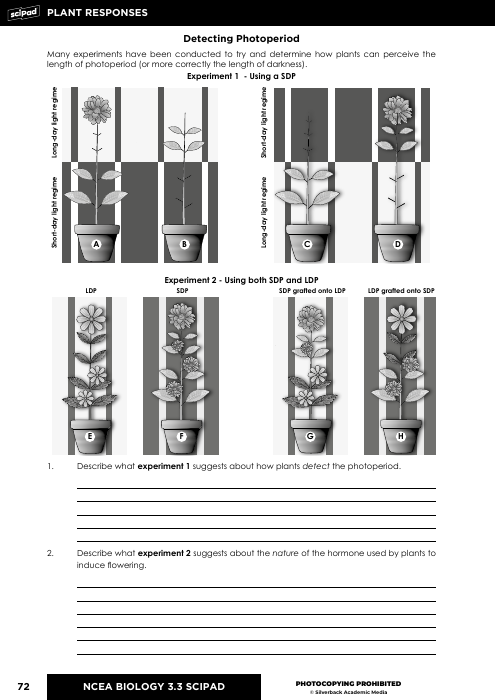 scipad PLANT RESPONSES
Detecting Photoperiod
Many experiments have been conducted to try and determine how plants can perceive the
length of photoperiod (or more correctly the length of darkness).
Experiment 1 - Using a SDP
Long-day light regime
Short-day light regime
A
B
Short-day light regime
Long-day light regime
C
D
Experiment 2 - Using both SDP and LDP
LDP
SDP
SDP grafted onto LDP
LDP grafted onto SDP
E
F
G
H
1. Describe what experiment 1 suggests about how plants detect the photoperiod.
2. Describe what experiment 2 suggests about the nature of the hormone used by plants to
induce flowering.
72 NCEA BIOLOGY 3.3 SCIPAD
PHOTOCOPYING PROHIBITED
© Silverback Academic Media